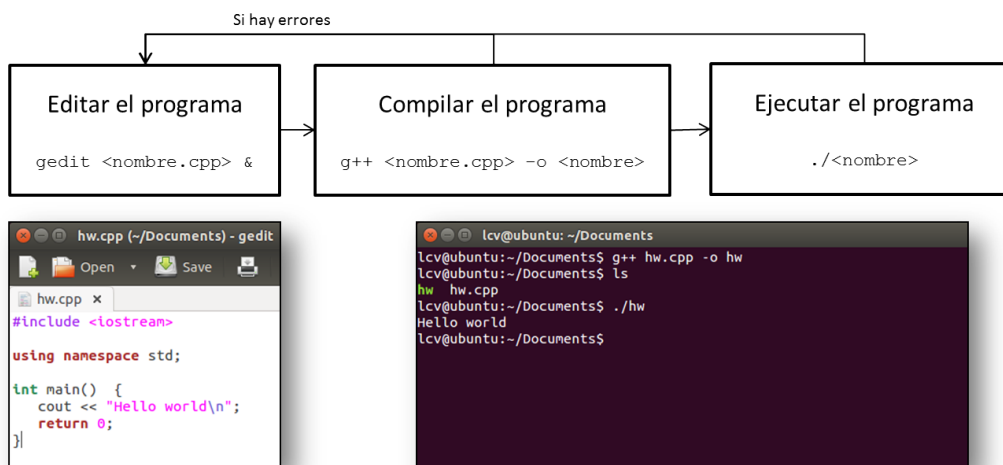 Si hay errores
Editar el programa
gedit <nombre.cpp> &
Compilar el programa
g++ <nombre.cpp> –o <nombre>
Ejecutar el programa
./<nombre>
hw.cpp (~/Documents) - gedit
Open Save
hw.cpp ×
#include <iostream>
using namespace std;
int main()  {
   cout << "Hello world\n";
   return 0;
}
lcv@ubuntu: ~/Documents
lcv@ubuntu:~/Documents$ g++ hw.cpp -o hw
lcv@ubuntu:~/Documents$ ls
hw  hw.cpp
lcv@ubuntu:~/Documents$ ./hw
Hello world
lcv@ubuntu:~/Documents$